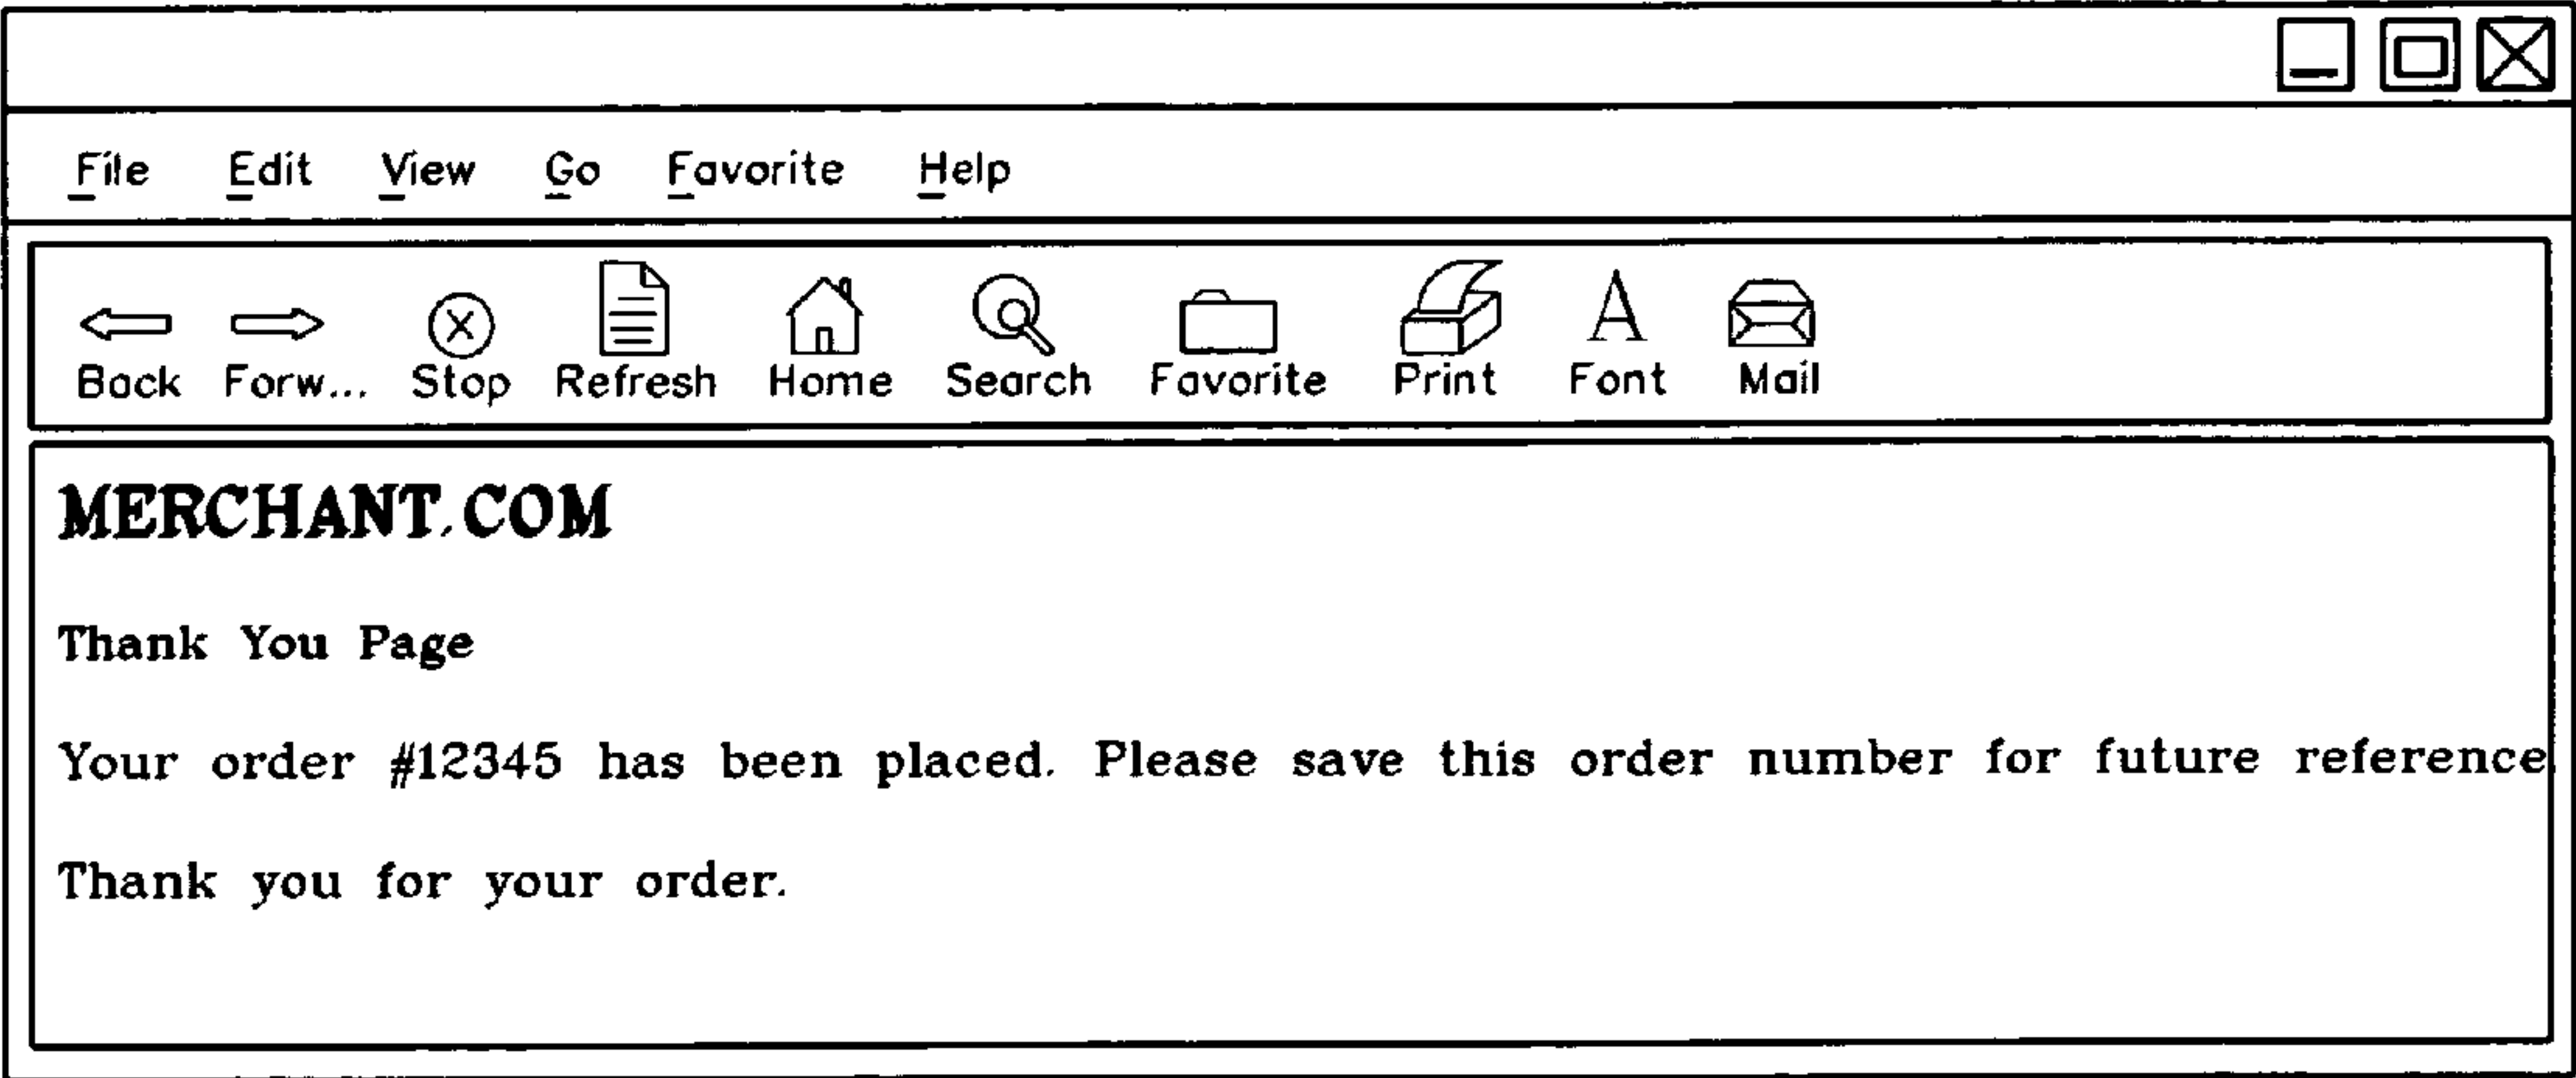 File Edit View Go Favorite Help
Back Forw... Stop Refresh Home Search Favorite Print Font Mail
MERCHANT.COM
Thank You Page
Your order #12345 has been placed. Please save this order number for future reference.
Thank you for your order.